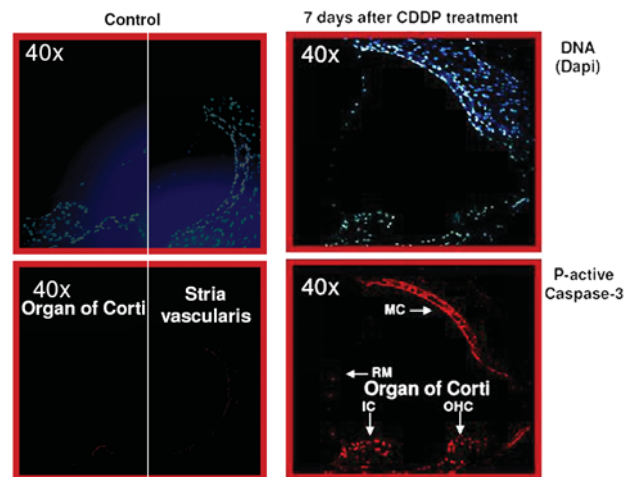 Control
7 days after CDDP treatment
40x
40x
DNA
(Dapi)
40x
Organ of Corti
Stria
vascularis
40x
P-active
Caspase-3
MC
RM
Organ of Corti
IC
OHC